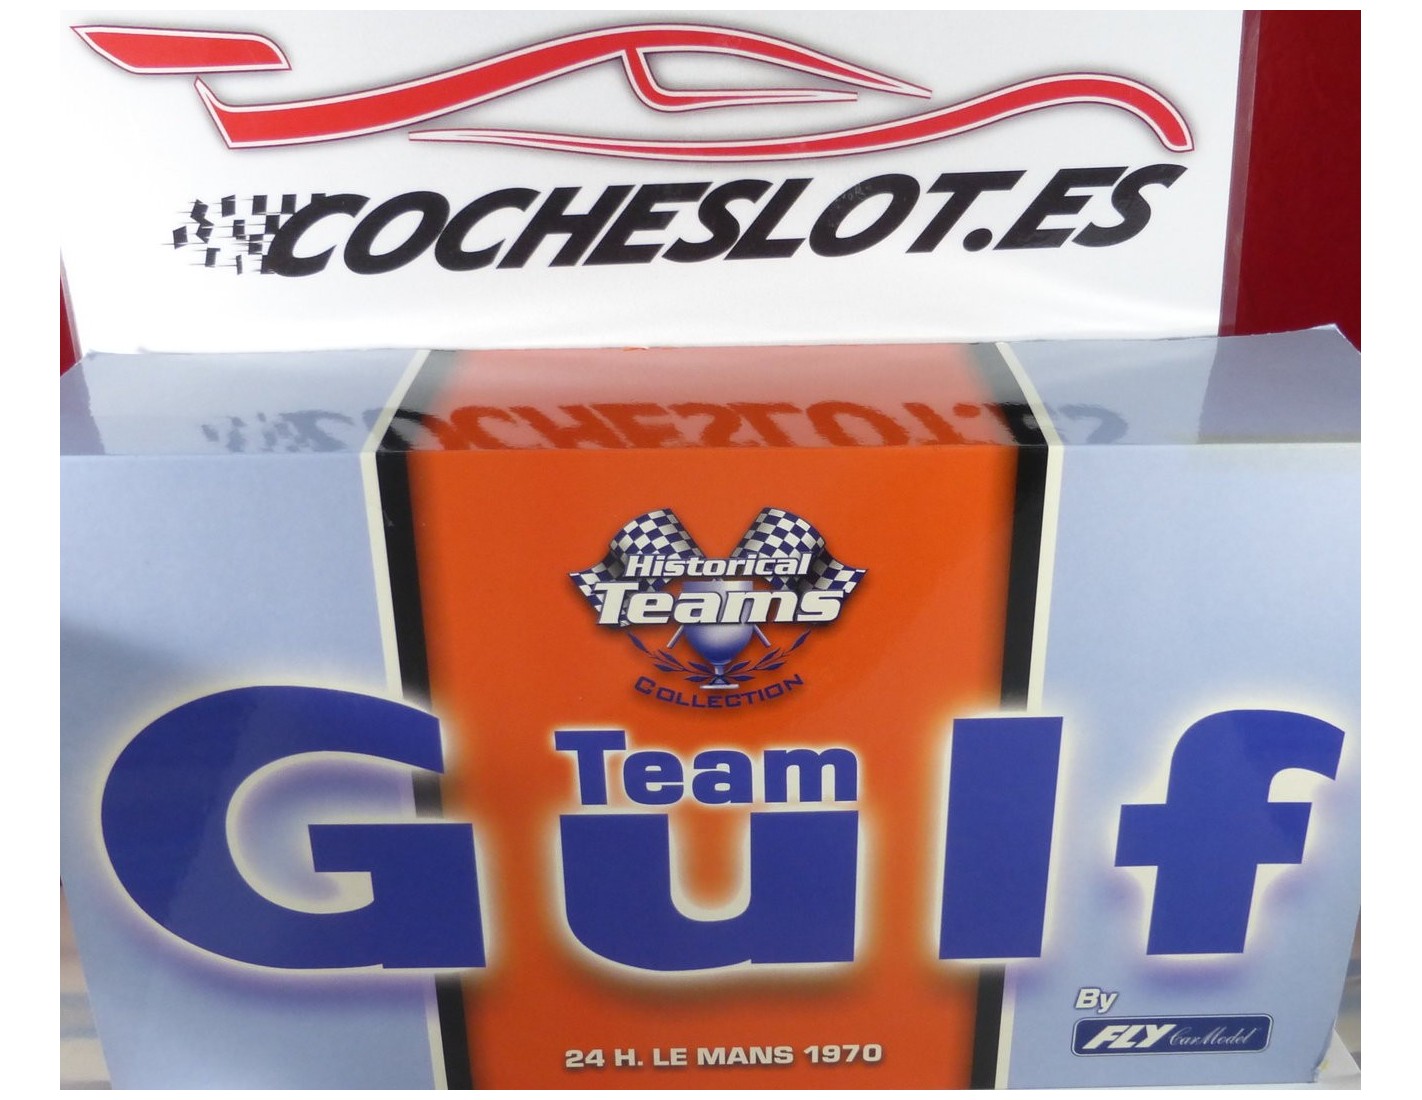 COCHESLOT.ES
Historical
Teams
COLLECTION
Team
Gulf
By
FLY Car Model
24 H. LE MANS 1970